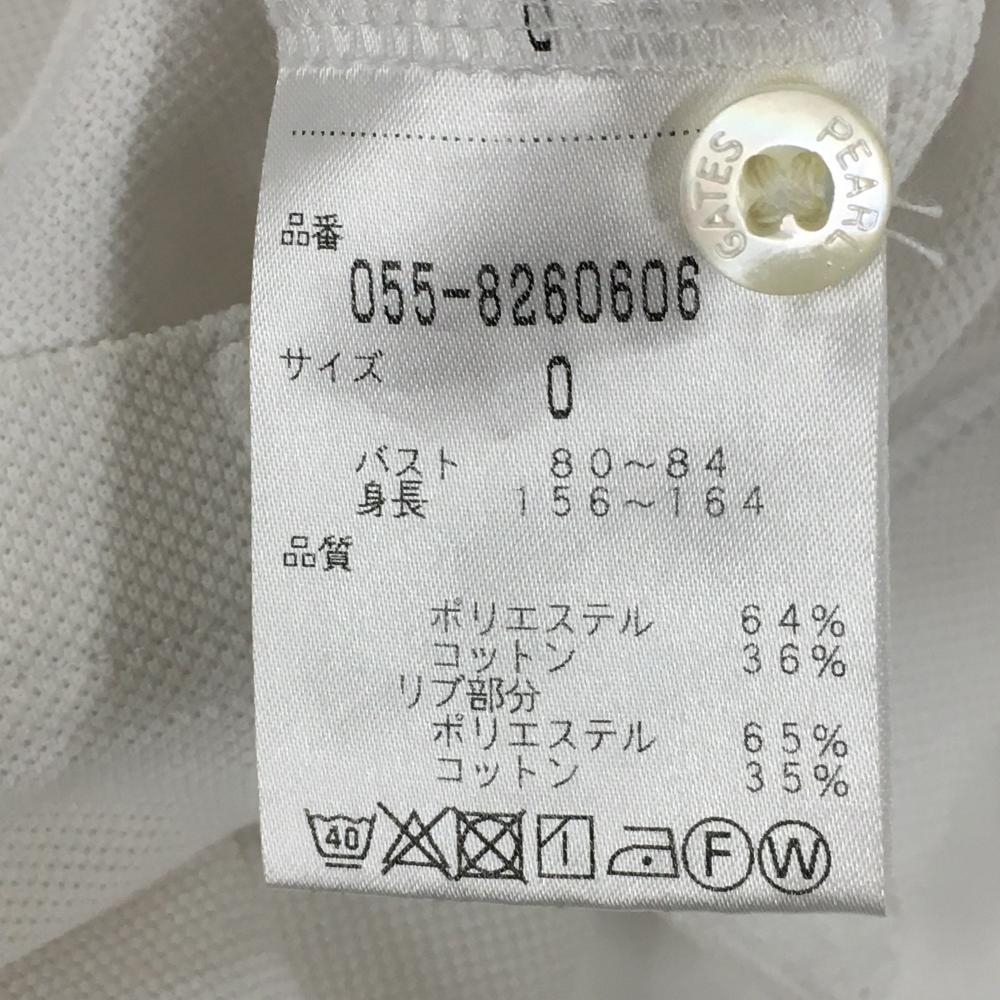 PEARL GATES
品番
055-8260606
サイズ 0
バスト 80～84
身長 156～164
品質
ポリエステル 64%
コットン 36%
リブ部分
ポリエステル 65%
コットン 35%
40 F W